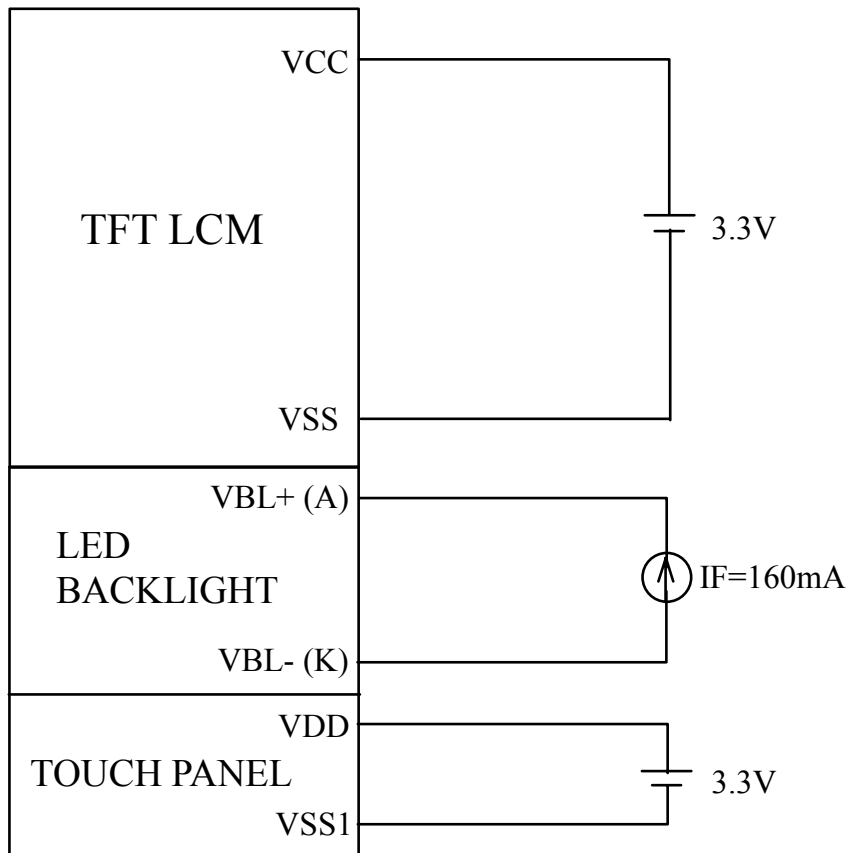 VCC
TFT LCM
3.3V
VSS
VBL+ (A)
LED
BACKLIGHT
IF=160mA
VBL- (K)
VDD
TOUCH PANEL
3.3V
VSS1